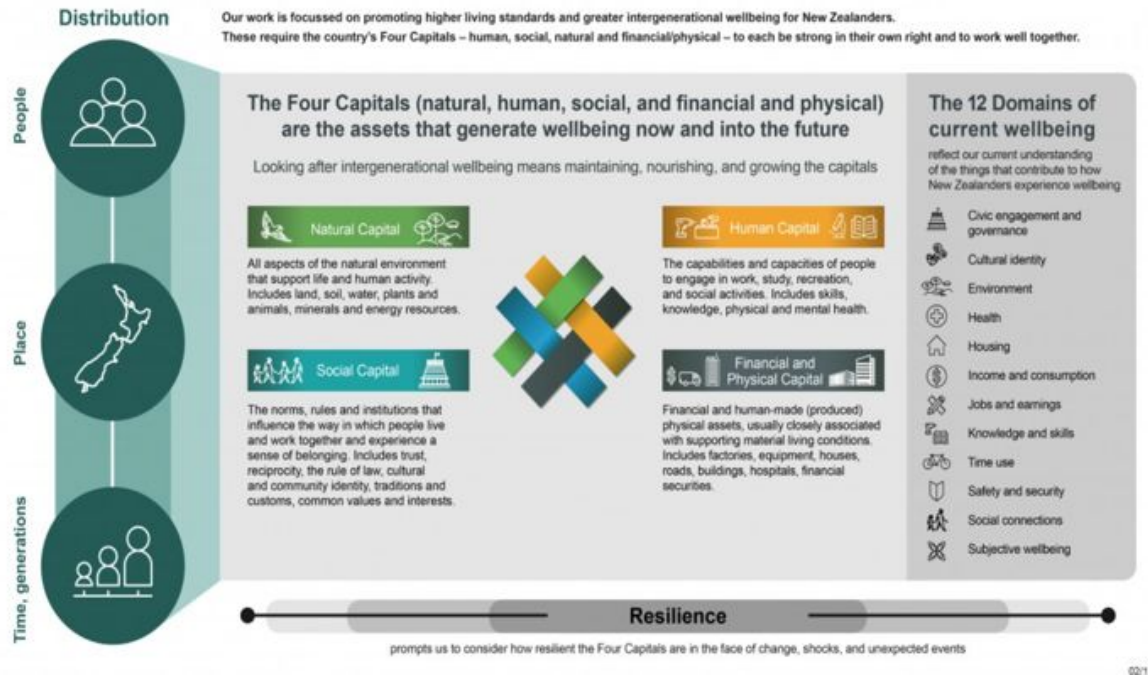 Distribution
Our work is focussed on promoting higher living standards and greater intergenerational wellbeing for New Zealanders.
These require the country's Four Capitals – human, social, natural and financial/physical – to each be strong in their own right and to work well together.
People
Place
Time, generations
The Four Capitals (natural, human, social, and financial and physical)
are the assets that generate wellbeing now and into the future
Looking after intergenerational wellbeing means maintaining, nourishing, and growing the capitals
Natural Capital
All aspects of the natural environment
that support life and human activity.
Includes land, soil, water, plants and
animals, minerals and energy resources.
Human Capital
The capabilities and capacities of people
to engage in work, study, recreation,
and social activities. Includes skills,
knowledge, physical and mental health.
Social Capital
The norms, rules and institutions that
influence the way in which people live
and work together and experience a
sense of belonging. Includes trust,
reciprocity, the rule of law, cultural
and community identity, traditions and
customs, common values and interests.
Financial and
Physical Capital
Financial and human-made (produced)
physical assets, usually closely associated
with supporting material living conditions.
Includes factories, equipment, houses,
roads, buildings, hospitals, financial
securities.
The 12 Domains of
current wellbeing
reflect our current understanding
of the things that contribute to how
New Zealanders experience wellbeing
Civic engagement and
governance
Cultural identity
Environment
Health
Housing
Income and consumption
Jobs and earnings
Knowledge and skills
Time use
Safety and security
Social connections
Subjective wellbeing
Resilience
prompts us to consider how resilient the Four Capitals are in the face of change, shocks, and unexpected events
02/1